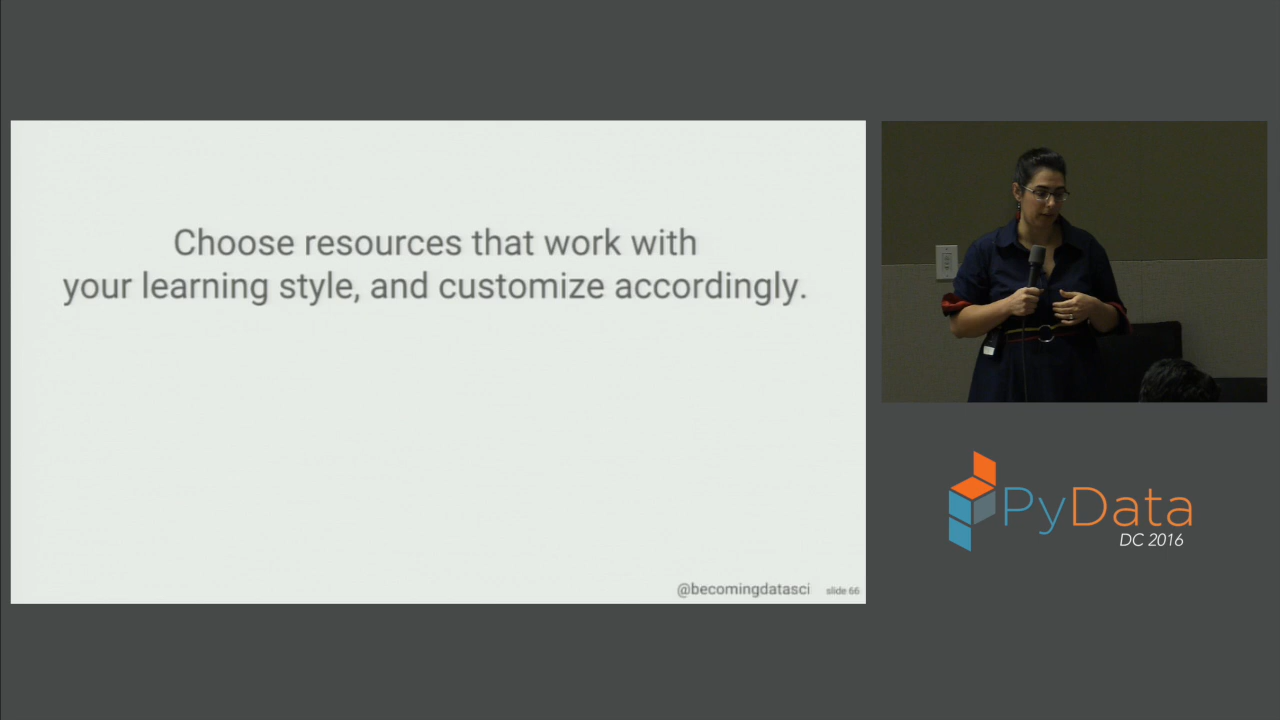 Choose resources that work with
your learning style, and customize accordingly.
@becomingdatasci slide 66
PyData
DC 2016